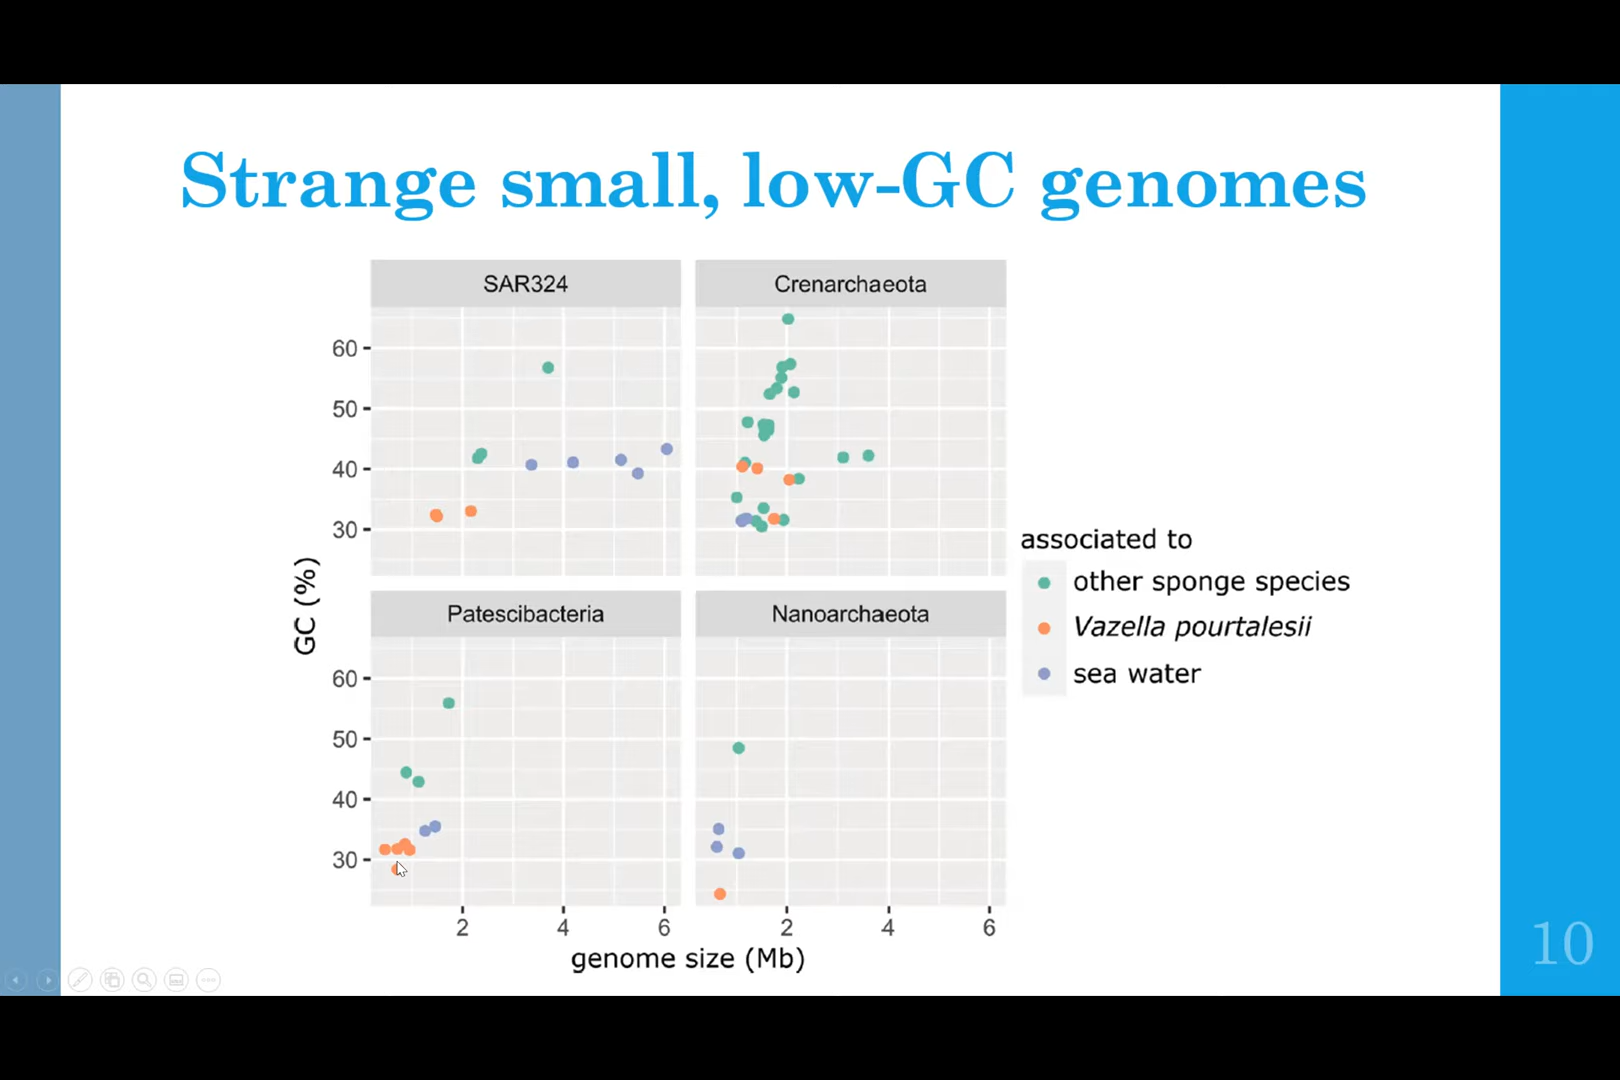 Strange small, low-GC genomes
SAR324
Crenarchaeota
60
50
40
30
GC (%)
Patescibacteria
Nanoarchaeota
60
50
40
30
2
4
6
2
4
6
genome size (Mb)
associated to
other sponge species
Vazella pourtalesii
sea water
10